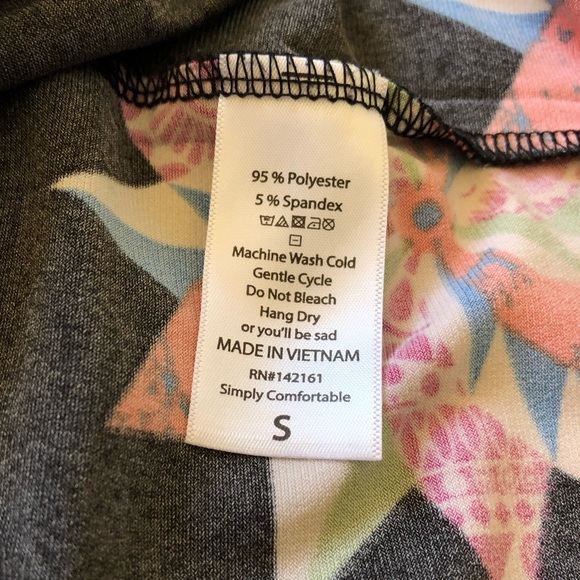 95 % Polyester
5 % Spandex
Machine Wash Cold
Gentle Cycle
Do Not Bleach
Hang Dry
or you'll be sad
MADE IN VIETNAM
RN#142161
Simply Comfortable
S